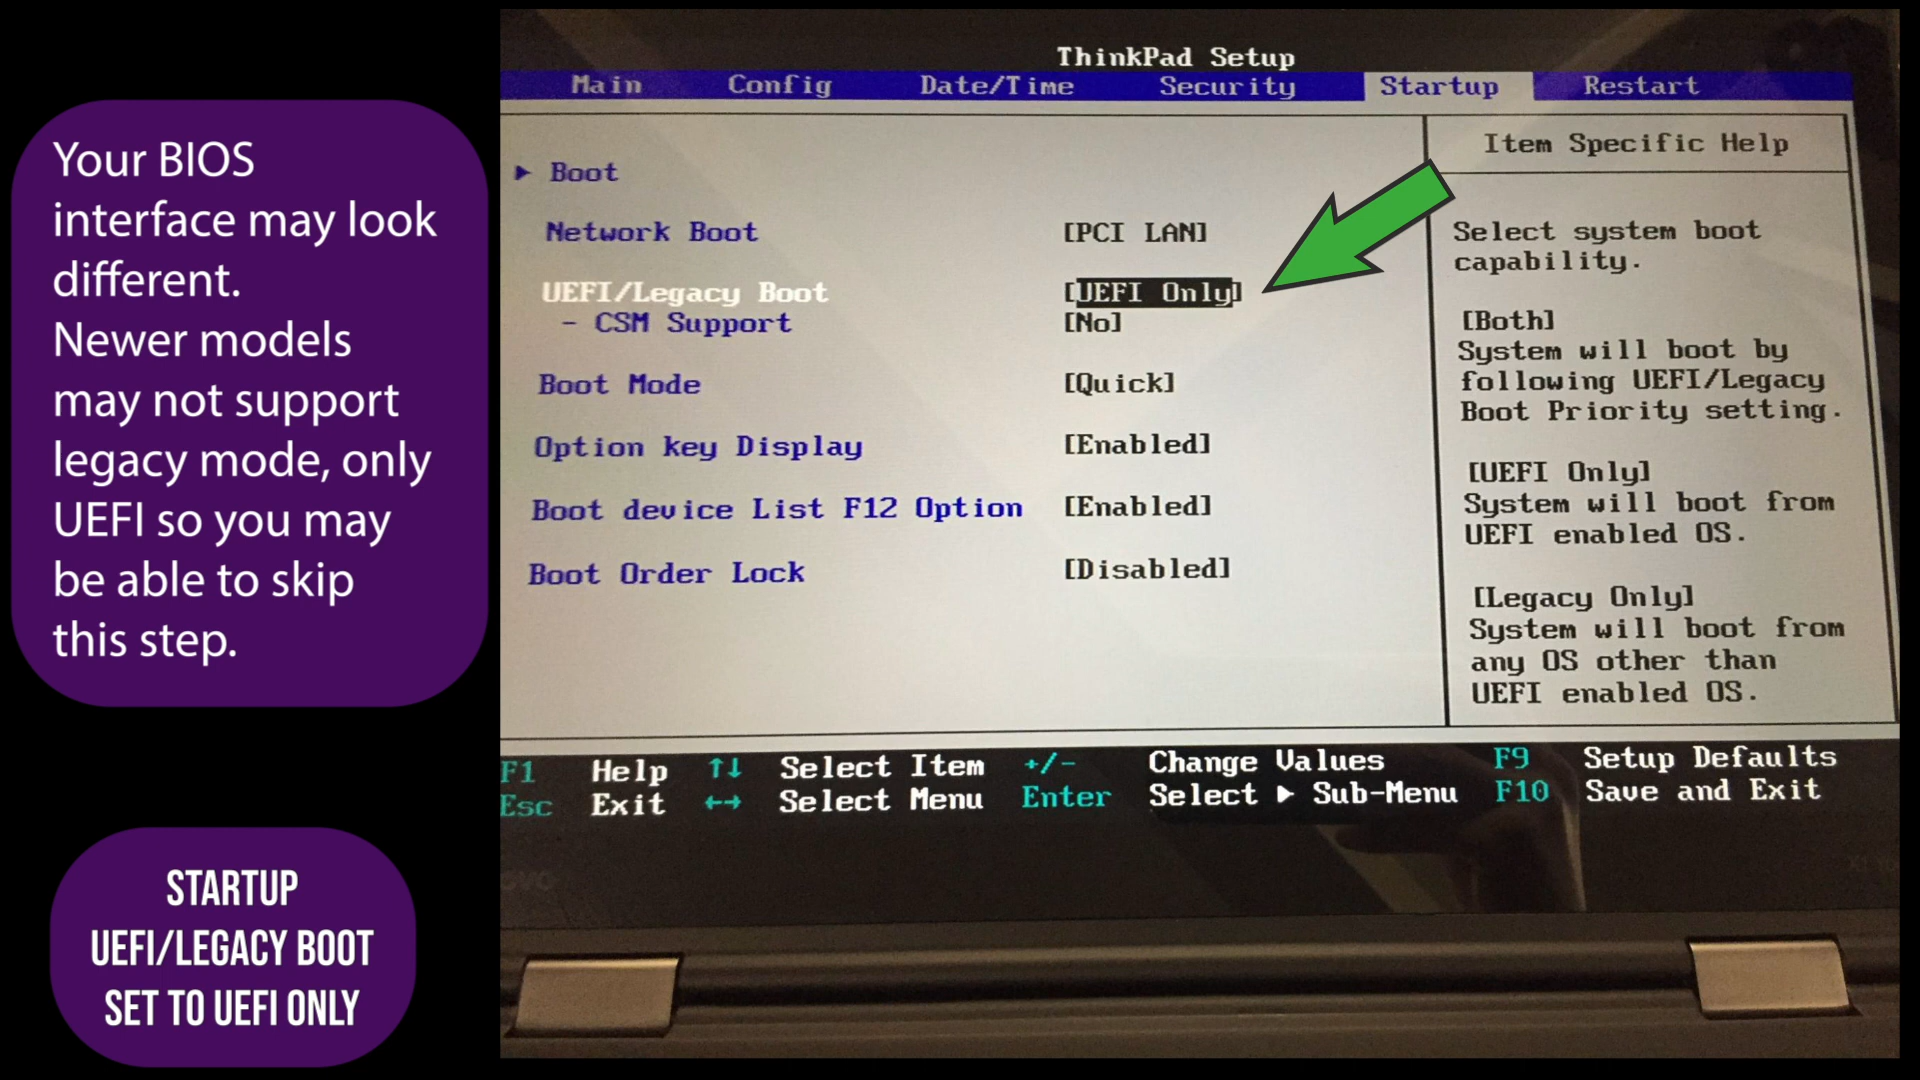 Your BIOS
interface may look
different.
Newer models
may not support
legacy mode, only
UEFI so you may
be able to skip
this step.
STARTUP
UEFI/LEGACY BOOT
SET TO UEFI ONLY
ThinkPad Setup
Main Config Date/Time Security Startup Restart
▶ Boot
Network Boot [PCI LAN]
UEFI/Legacy Boot [UEFI Only]
- CSM Support [No]
Boot Mode [Quick]
Option key Display [Enabled]
Boot device List F12 Option [Enabled]
Boot Order Lock [Disabled]
Item Specific Help
Select system boot
capability.
[Both]
System will boot by
following UEFI/Legacy
Boot Priority setting.
[UEFI Only]
System will boot from
UEFI enabled OS.
[Legacy Only]
System will boot from
any OS other than
UEFI enabled OS.
F1 Help ↑↓ Select Item +/- Change Values F9 Setup Defaults
Esc Exit ←→ Select Menu Enter Select ▶ Sub-Menu F10 Save and Exit